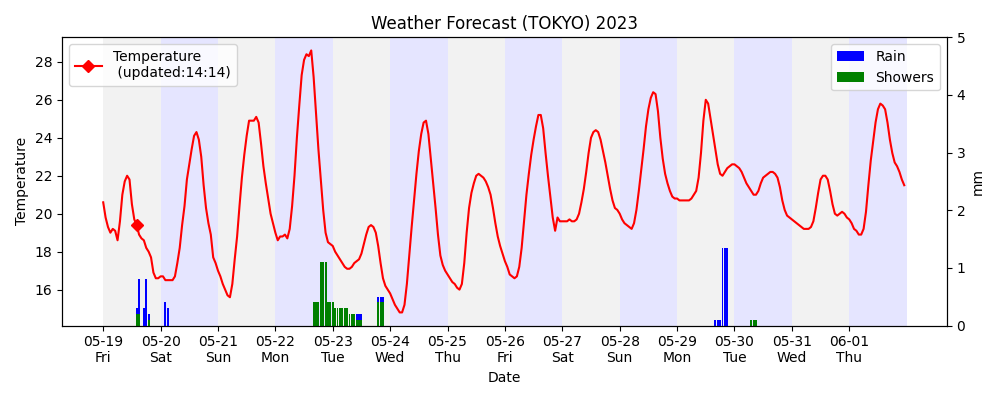 Weather Forecast (TOKYO) 2023
Temperature
(updated:14:14)
Rain
Showers
Temperature
28
26
24
22
20
18
16
5
4
3
2
1
0
mm
05-19 05-20 05-21 05-22 05-23 05-24 05-25 05-26 05-27 05-28 05-29 05-30 05-31 06-01
Fri Sat Sun Mon Tue Wed Thu Fri Sat Sun Mon Tue Wed Thu
Date